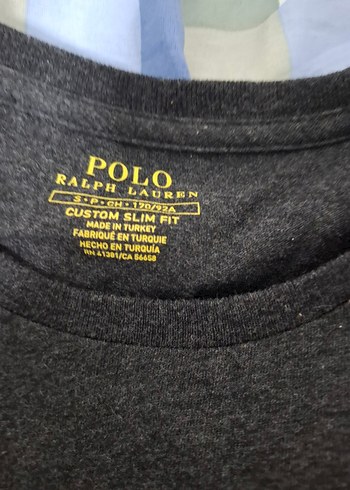 POLO
RALPH LAUREN
S • P • CH • 170/92A
CUSTOM SLIM FIT
MADE IN TURKEY
FABRIQUÉ EN TURQUIE
HECHO EN TURQUÍA
RN 41381/CA 56658